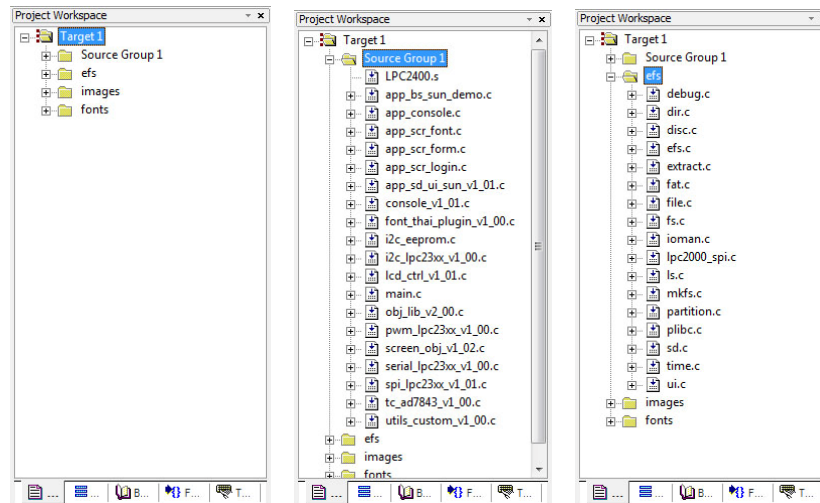 Project Workspace
Target 1
Source Group 1
efs
images
fonts
... ... B... F... T...
Project Workspace
Target 1
Source Group 1
LPC2400.s
app_bs_sun_demo.c
app_console.c
app_scr_font.c
app_scr_form.c
app_scr_login.c
app_sd_ui_sun_v1_01.c
console_v1_01.c
font_thai_plugin_v1_00.c
i2c_eeprom.c
i2c_lpc23xx_v1_00.c
lcd_ctrl_v1_01.c
main.c
obj_lib_v2_00.c
pwm_lpc23xx_v1_00.c
screen_obj_v1_02.c
serial_lpc23xx_v1_00.c
spi_lpc23xx_v1_01.c
tc_ad7843_v1_00.c
utils_custom_v1_00.c
efs
images
fonts
... ... B... F... T...
Project Workspace
Target 1
Source Group 1
efs
debug.c
dir.c
disc.c
efs.c
extract.c
fat.c
file.c
fs.c
ioman.c
lpc2000_spi.c
ls.c
mkfs.c
partition.c
plibc.c
sd.c
time.c
ui.c
images
fonts
... ... B... F... T...